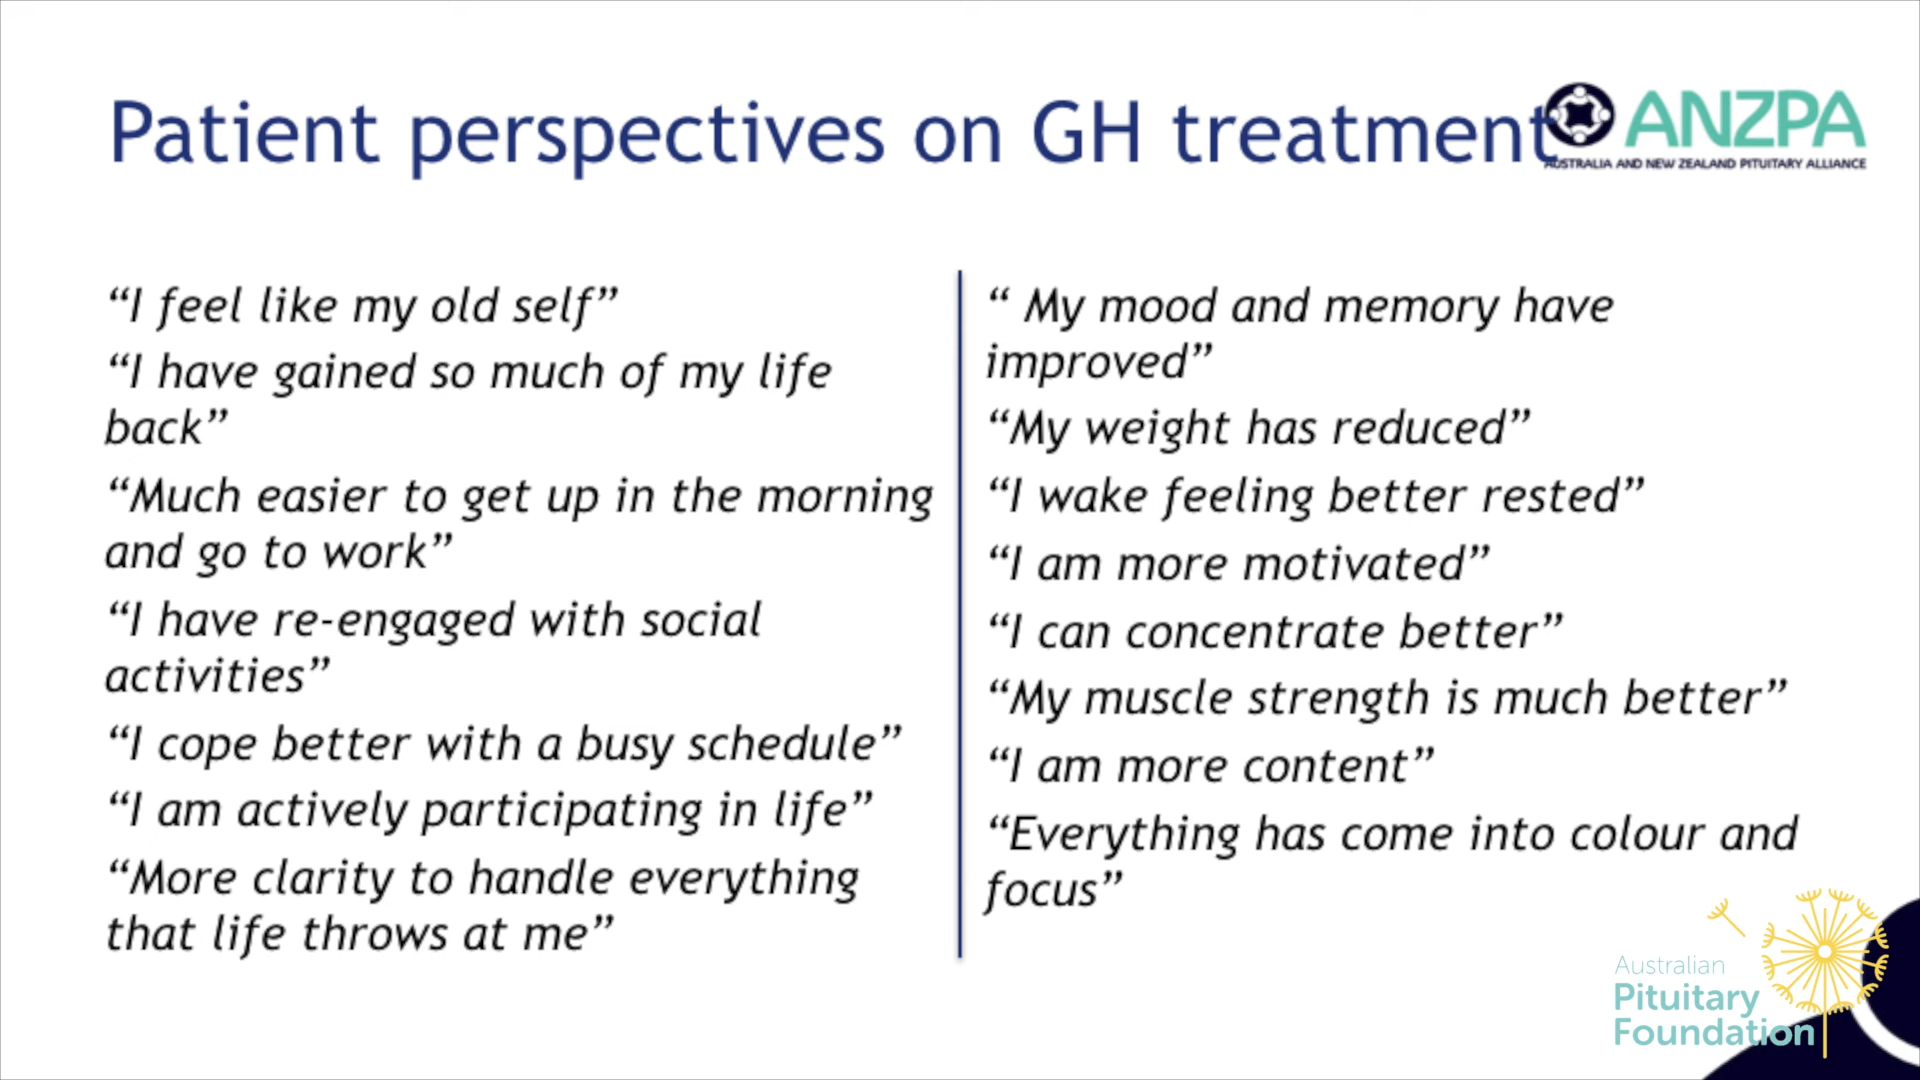 Patient perspectives on GH treatment
ANZPA
AUSTRALIA AND NEW ZEALAND PITUITARY ALLIANCE
“I feel like my old self”
“I have gained so much of my life
back”
“Much easier to get up in the morning
and go to work”
“I have re-engaged with social
activities”
“I cope better with a busy schedule”
“I am actively participating in life”
“More clarity to handle everything
that life throws at me”
“ My mood and memory have
improved”
“My weight has reduced”
“I wake feeling better rested”
“I am more motivated”
“I can concentrate better”
“My muscle strength is much better”
“I am more content”
“Everything has come into colour and
focus”
Australian
Pituitary
Foundation